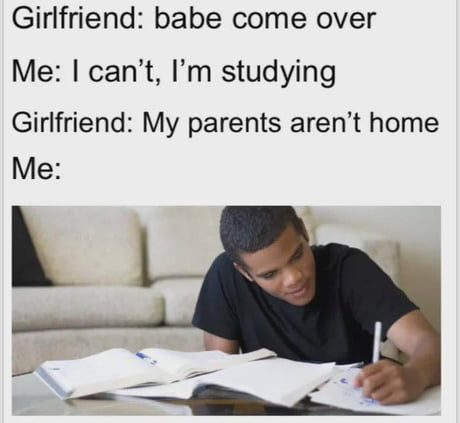 Girlfriend: babe come over
Me: I can’t, I’m studying
Girlfriend: My parents aren’t home
Me: